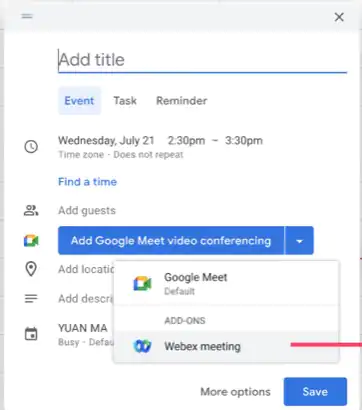 Add title
Event Task Reminder
Wednesday, July 21 2:30pm – 3:30pm
Time zone · Does not repeat
Find a time
Add guests
Add Google Meet video conferencing
Add locatio
Google Meet
Default
Add descri
ADD-ONS
YUAN MA
Busy · Defau
Webex meeting
More options Save